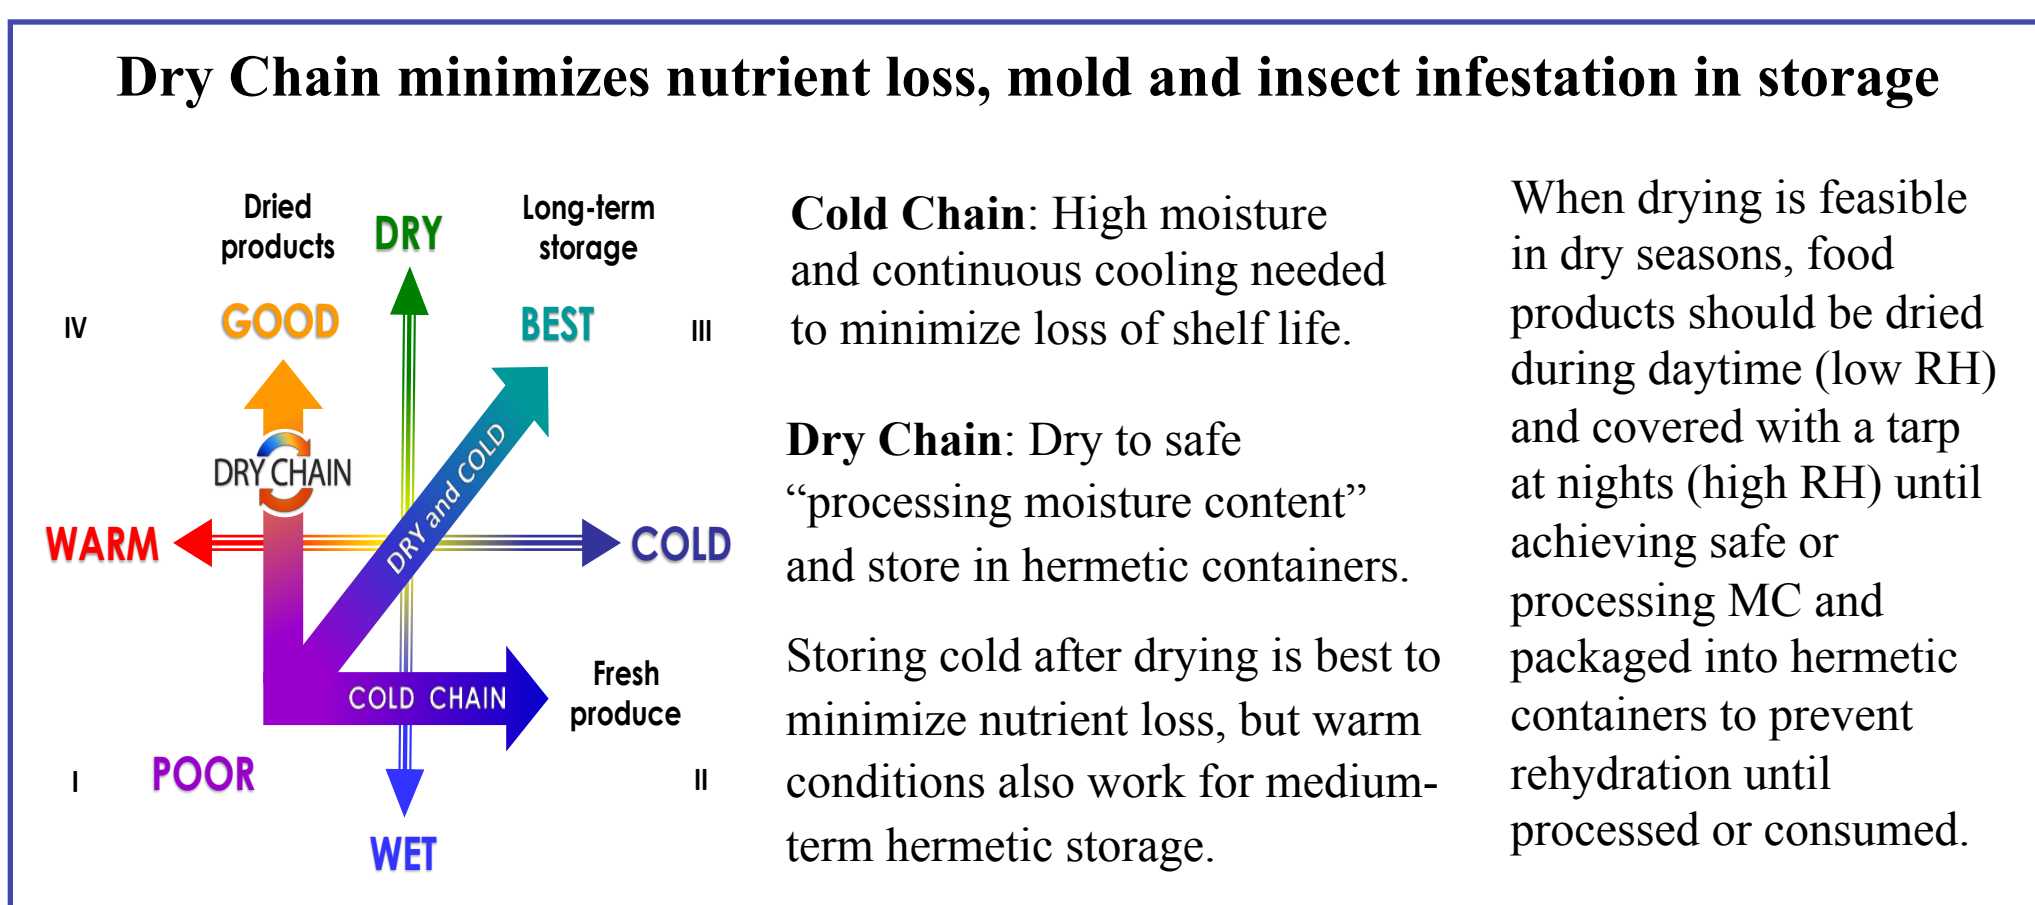 Dry Chain minimizes nutrient loss, mold and insect infestation in storage
Dried
products
DRY
Long-term
storage
IV
GOOD
BEST
III
DRY CHAIN
DRY and COLD
WARM
COLD
COLD CHAIN
Fresh
produce
I
POOR
II
WET
Cold Chain: High moisture
and continuous cooling needed
to minimize loss of shelf life.
Dry Chain: Dry to safe
“processing moisture content”
and store in hermetic containers.
Storing cold after drying is best to
minimize nutrient loss, but warm
conditions also work for medium-
term hermetic storage.
When drying is feasible
in dry seasons, food
products should be dried
during daytime (low RH)
and covered with a tarp
at nights (high RH) until
achieving safe or
processing MC and
packaged into hermetic
containers to prevent
rehydration until
processed or consumed.